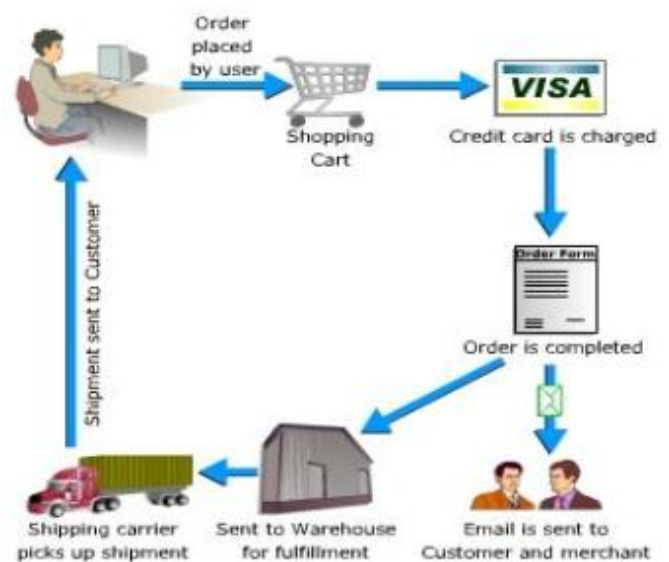 Order
placed
by user
Shopping
Cart
VISA
Credit card is charged
Order Form
Order is completed
Shipment sent to Customer
Shipping carrier
picks up shipment
Sent to Warehouse
for fulfillment
Email is sent to
Customer and merchant